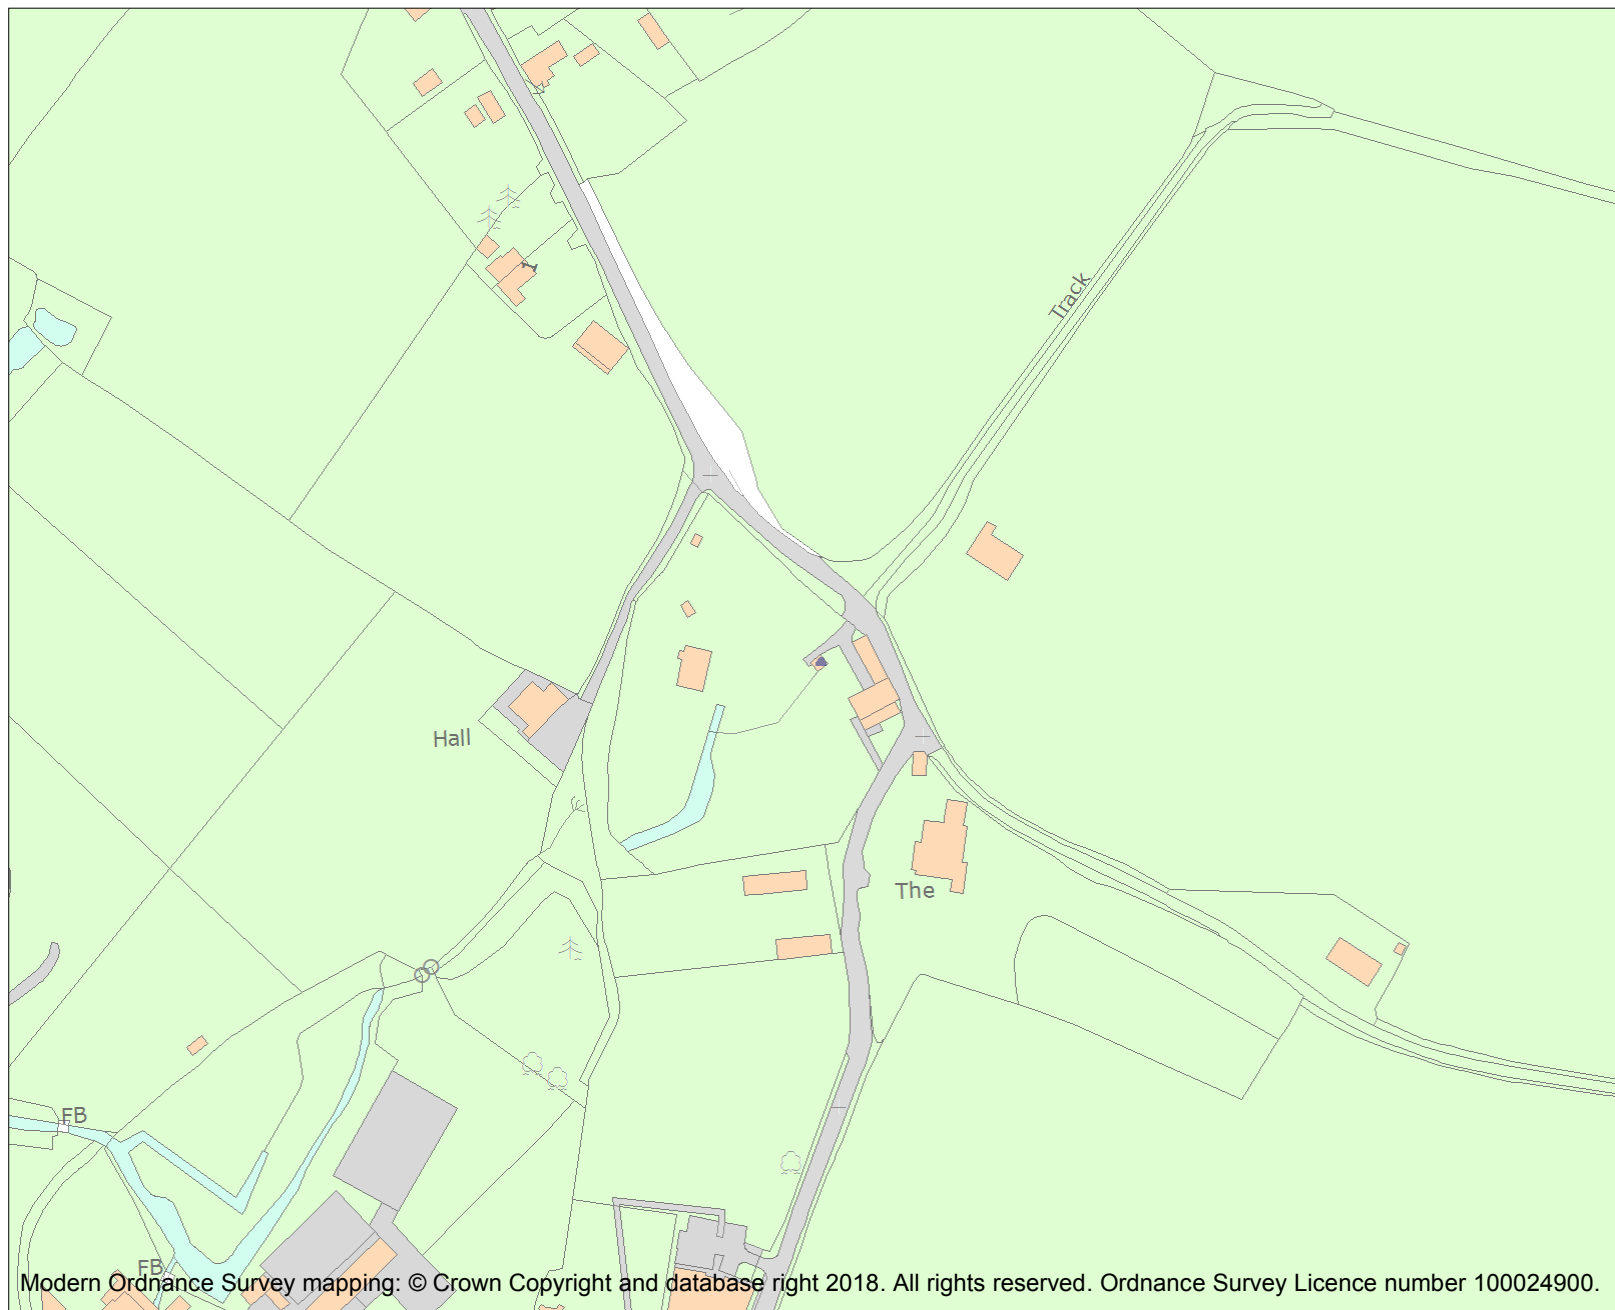 1
Track
Hall
The
FB
FB
Modern Ordnance Survey mapping: © Crown Copyright and database right 2018. All rights reserved. Ordnance Survey Licence number 100024900.